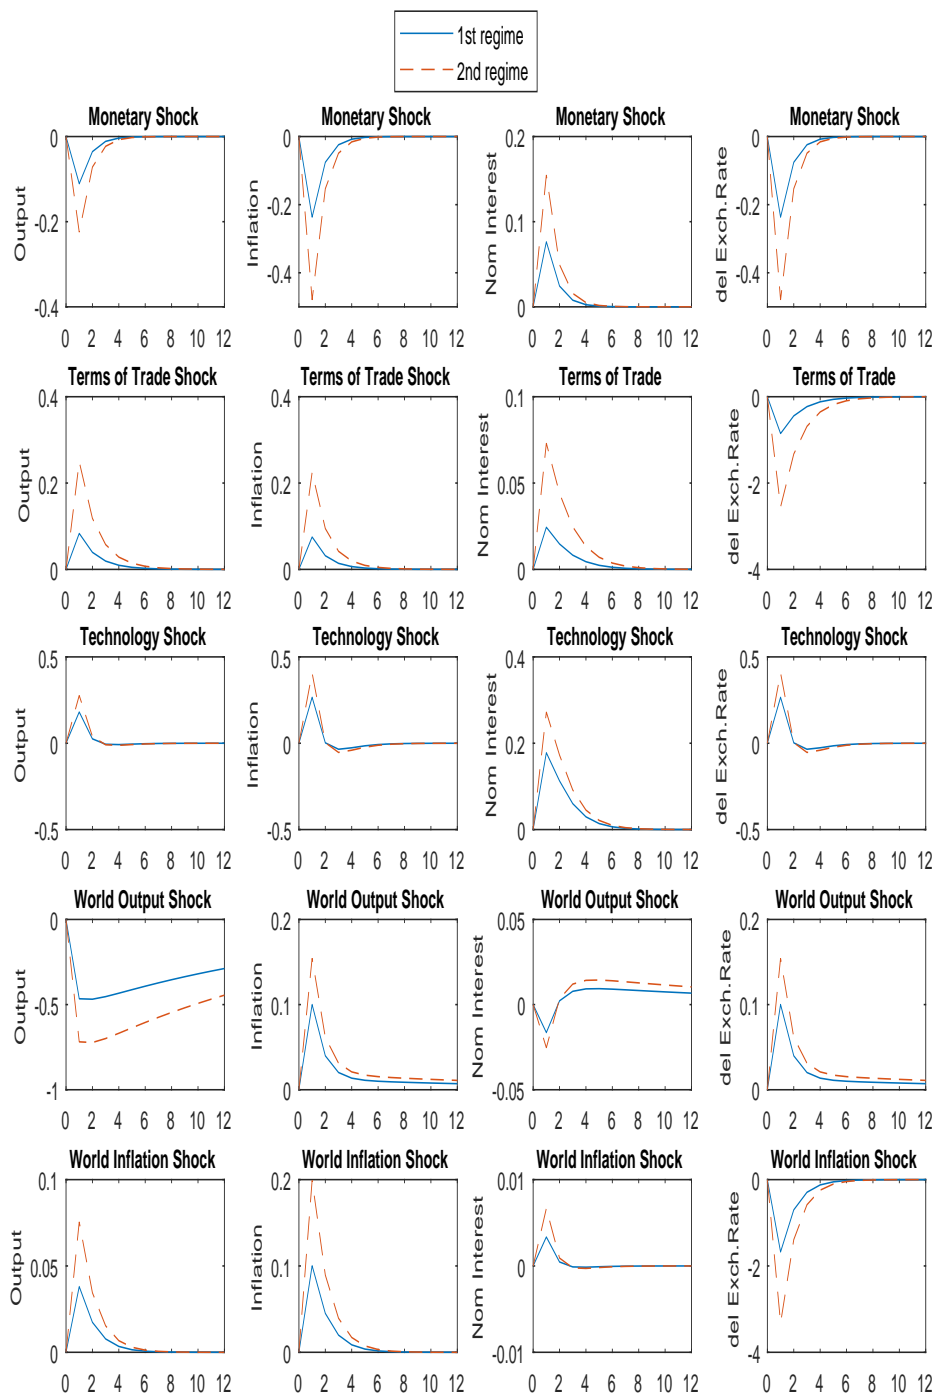 1st regime
2nd regime
Monetary Shock Monetary Shock Monetary Shock Monetary Shock
Output Inflation Nom Interest del Exch.Rate
0 0 0.2 0
-0.2 -0.2 0.1 -0.2
-0.4 -0.4 0 -0.4
0 2 4 6 8 10 12 0 2 4 6 8 10 12 0 2 4 6 8 10 12 0 2 4 6 8 10 12
Terms of Trade Shock Terms of Trade Shock Terms of Trade Terms of Trade
Output Inflation Nom Interest del Exch.Rate
0.4 0.4 0.1 0
0.2 0.2 0.05 -2
0 0 0 -4
0 2 4 6 8 10 12 0 2 4 6 8 10 12 0 2 4 6 8 10 12 0 2 4 6 8 10 12
Technology Shock Technology Shock Technology Shock Technology Shock
Output Inflation Nom Interest del Exch.Rate
0.5 0.5 0.4 0.5
0 0 0.2 0
-0.5 -0.5 0 -0.5
0 2 4 6 8 10 12 0 2 4 6 8 10 12 0 2 4 6 8 10 12 0 2 4 6 8 10 12
World Output Shock World Output Shock World Output Shock World Output Shock
Output Inflation Nom Interest del Exch.Rate
0 0.2 0.05 0.2
-0.5 0.1 0 0.1
-1 0 -0.05 0
0 2 4 6 8 10 12 0 2 4 6 8 10 12 0 2 4 6 8 10 12 0 2 4 6 8 10 12
World Inflation Shock World Inflation Shock World Inflation Shock World Inflation Shock
Output Inflation Nom Interest del Exch.Rate
0.1 0.2 0.01 0
0.05 0.1 0 -2
0 0 -0.01 -4
0 2 4 6 8 10 12 0 2 4 6 8 10 12 0 2 4 6 8 10 12 0 2 4 6 8 10 12